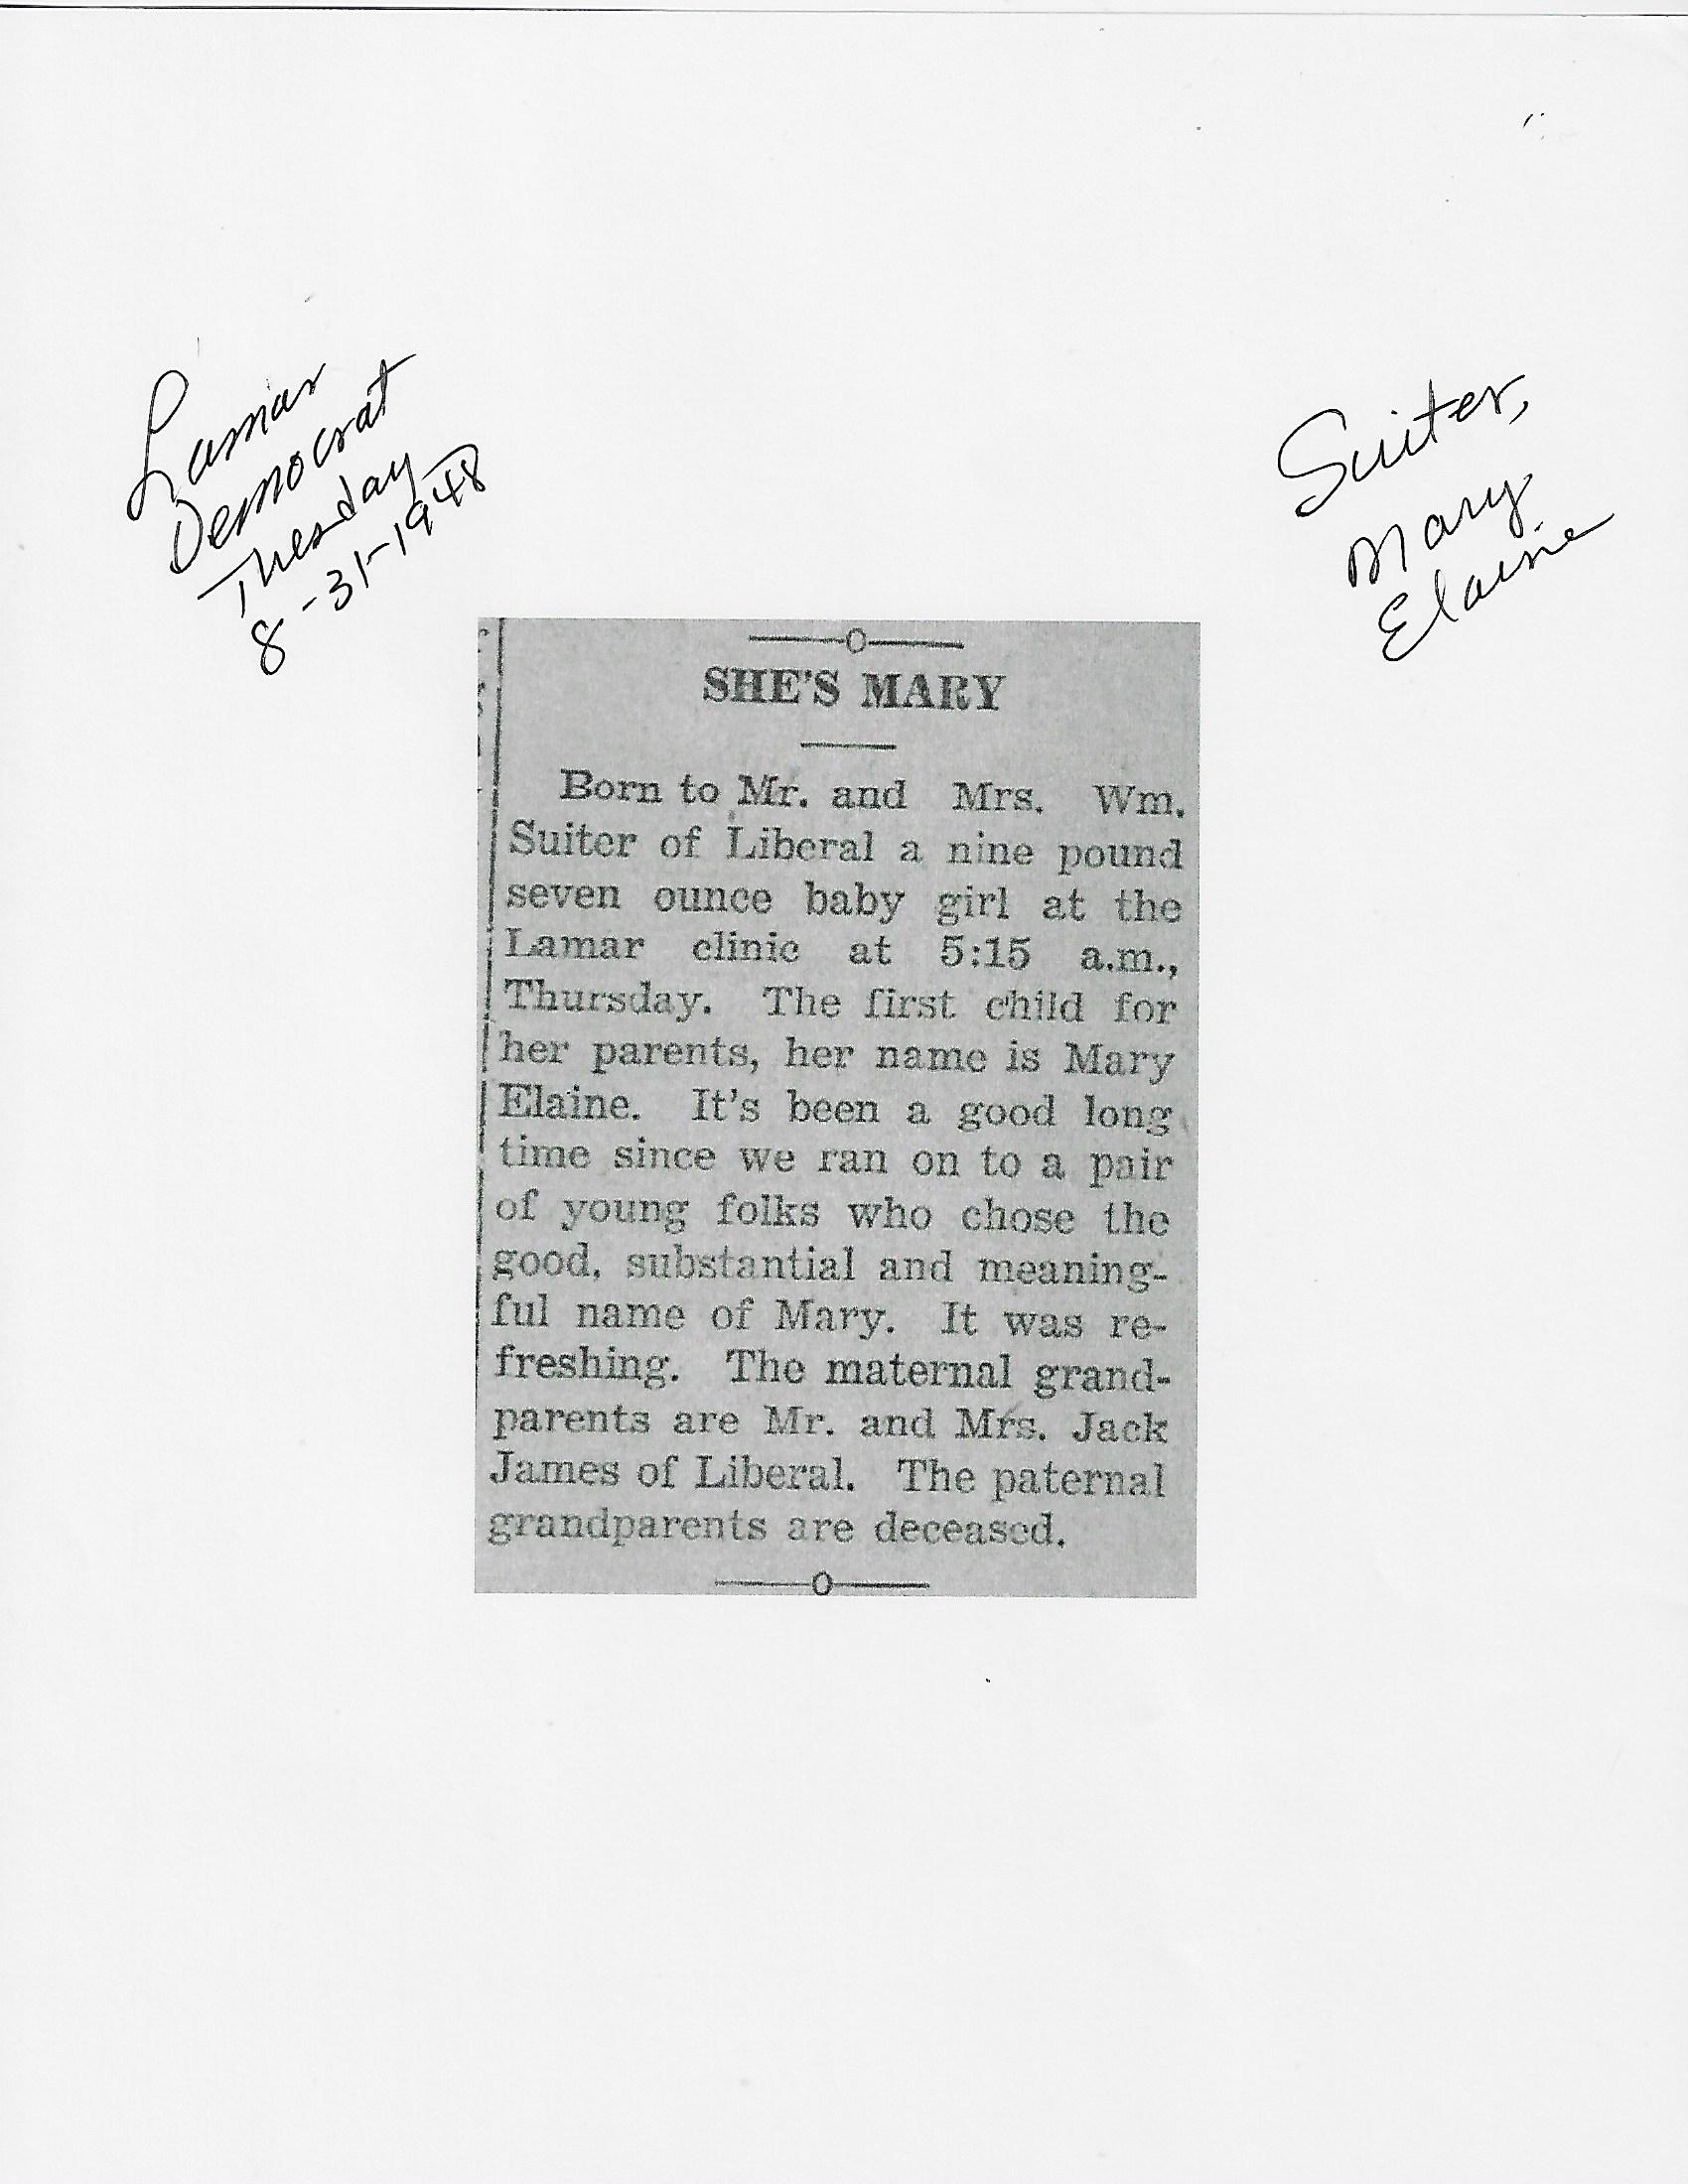 Lamar
Democrat
Tuesday
8-31-1948
Suiter,
Mary
Elaine
SHE'S MARY
Born to Mr. and Mrs. Wm.
Suiter of Liberal a nine pound
seven ounce baby girl at the
Lamar clinic at 5:15 a.m.,
Thursday. The first child for
her parents, her name is Mary
Elaine. It's been a good long
time since we ran on to a pair
of young folks who chose the
good, substantial and meaning-
ful name of Mary. It was re-
freshing. The maternal grand-
parents are Mr. and Mrs. Jack
James of Liberal. The paternal
grandparents are deceased.